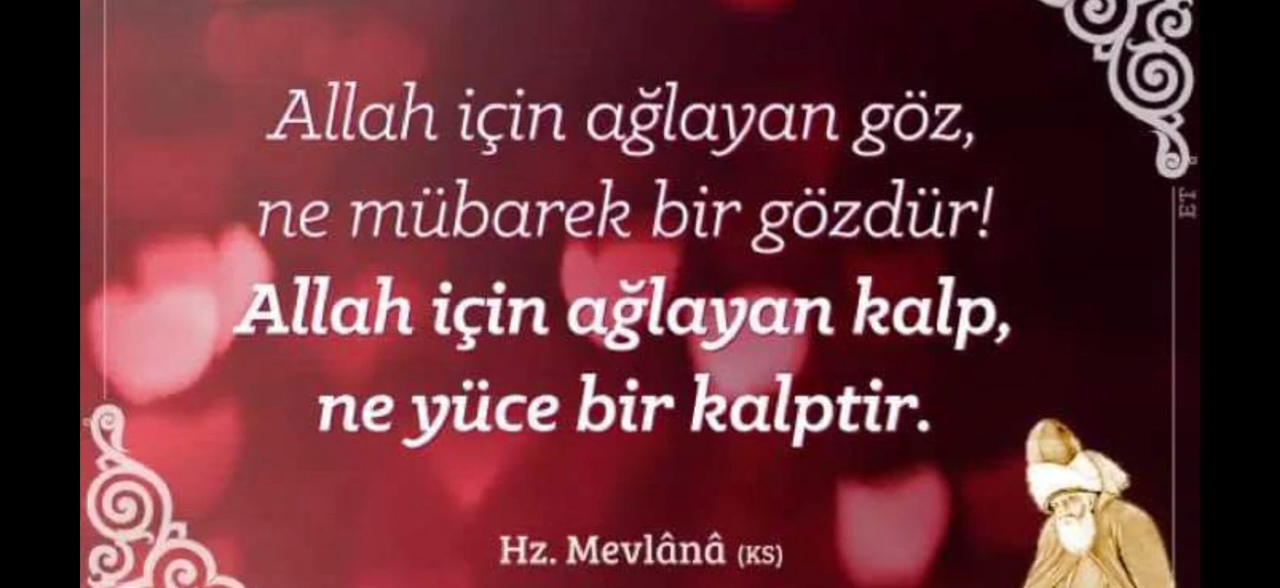 Allah için ağlayan göz,
ne mübarek bir gözdür!
Allah için ağlayan kalp,
ne yüce bir kalptir.
Hz. Mevlânâ (KS)
ET